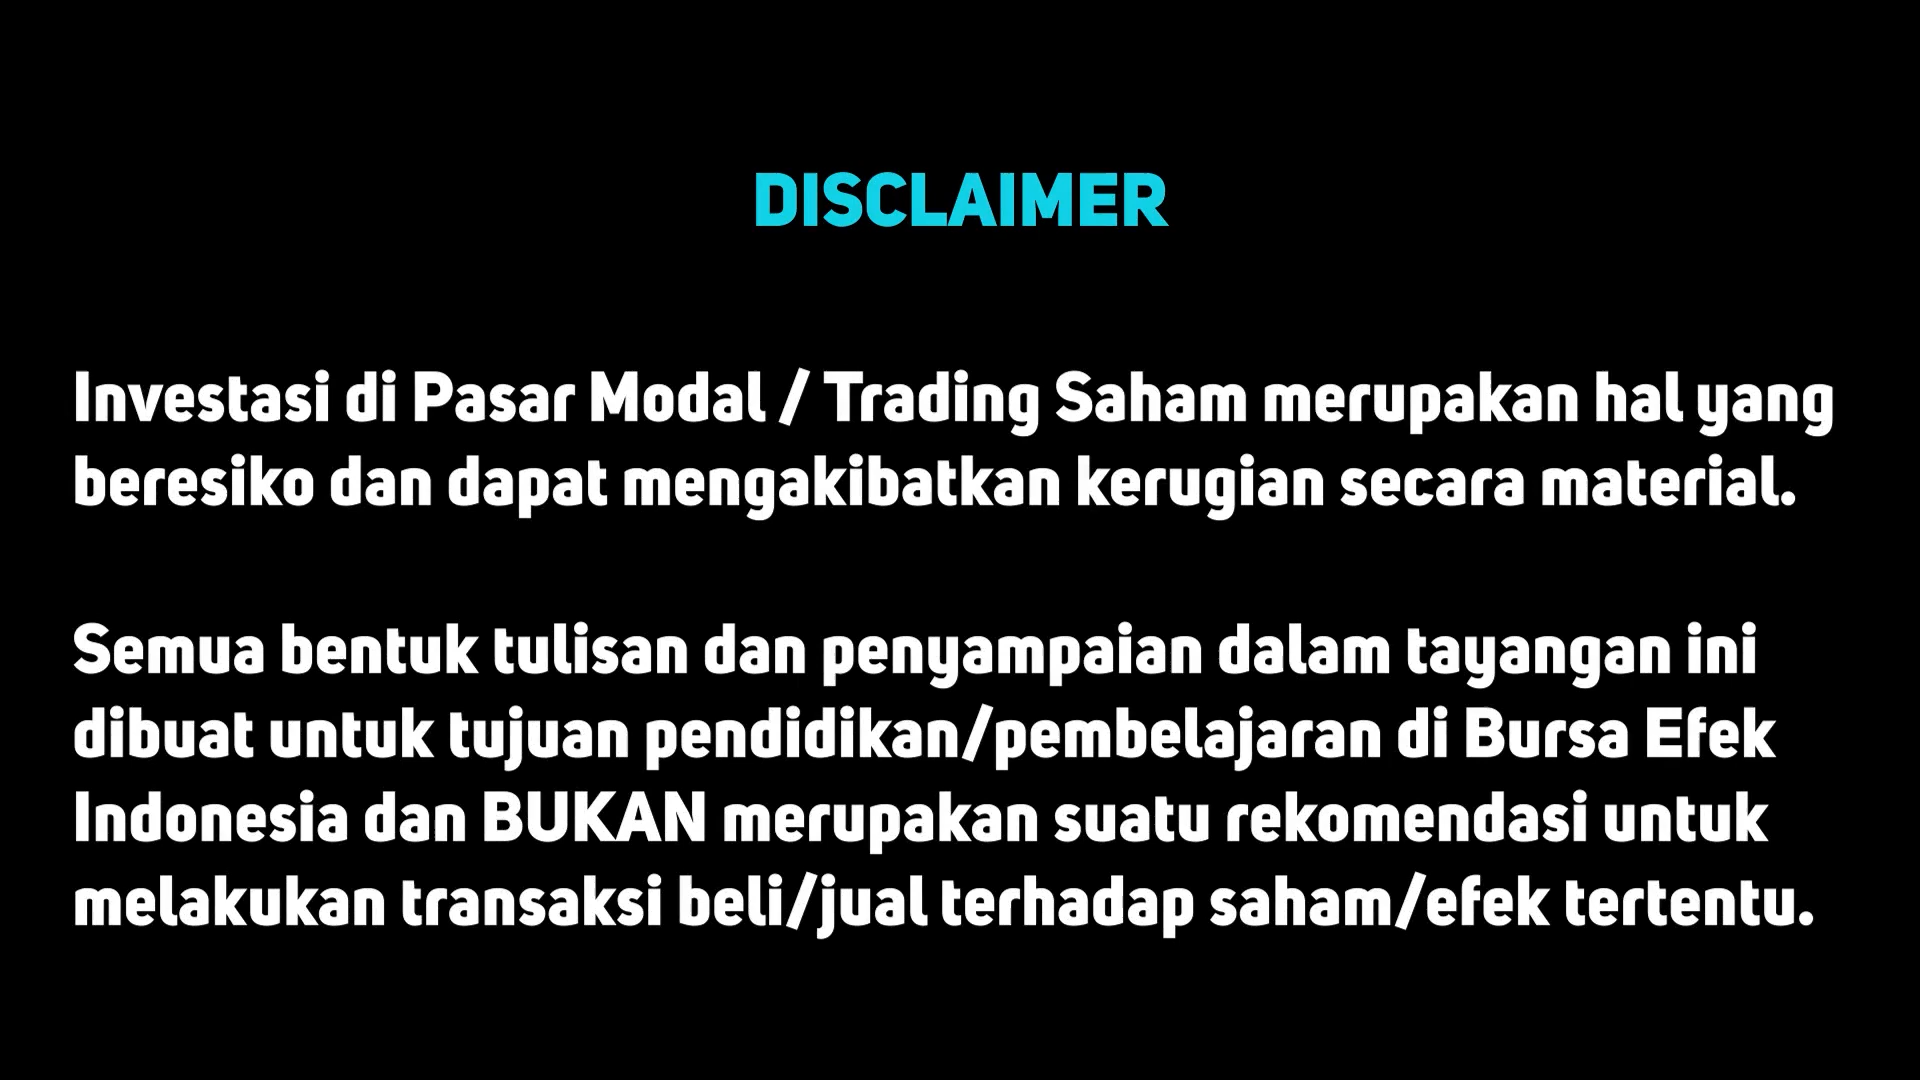 DISCLAIMER
Investasi di Pasar Modal / Trading Saham merupakan hal yang
beresiko dan dapat mengakibatkan kerugian secara material.
Semua bentuk tulisan dan penyampaian dalam tayangan ini
dibuat untuk tujuan pendidikan/pembelajaran di Bursa Efek
Indonesia dan BUKAN merupakan suatu rekomendasi untuk
melakukan transaksi beli/jual terhadap saham/efek tertentu.